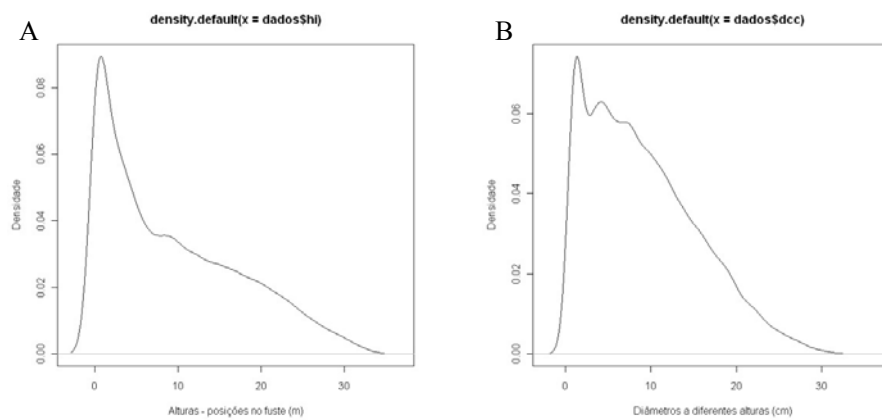 A
density.default(x = dados$hi)
Densidade
0.00
0.02
0.04
0.06
0.08
0
10
20
30
Alturas - posições no fuste (m)
B
density.default(x = dados$dcc)
Densidade
0.00
0.02
0.04
0.06
0
10
20
30
Diâmetros a diferentes alturas (cm)